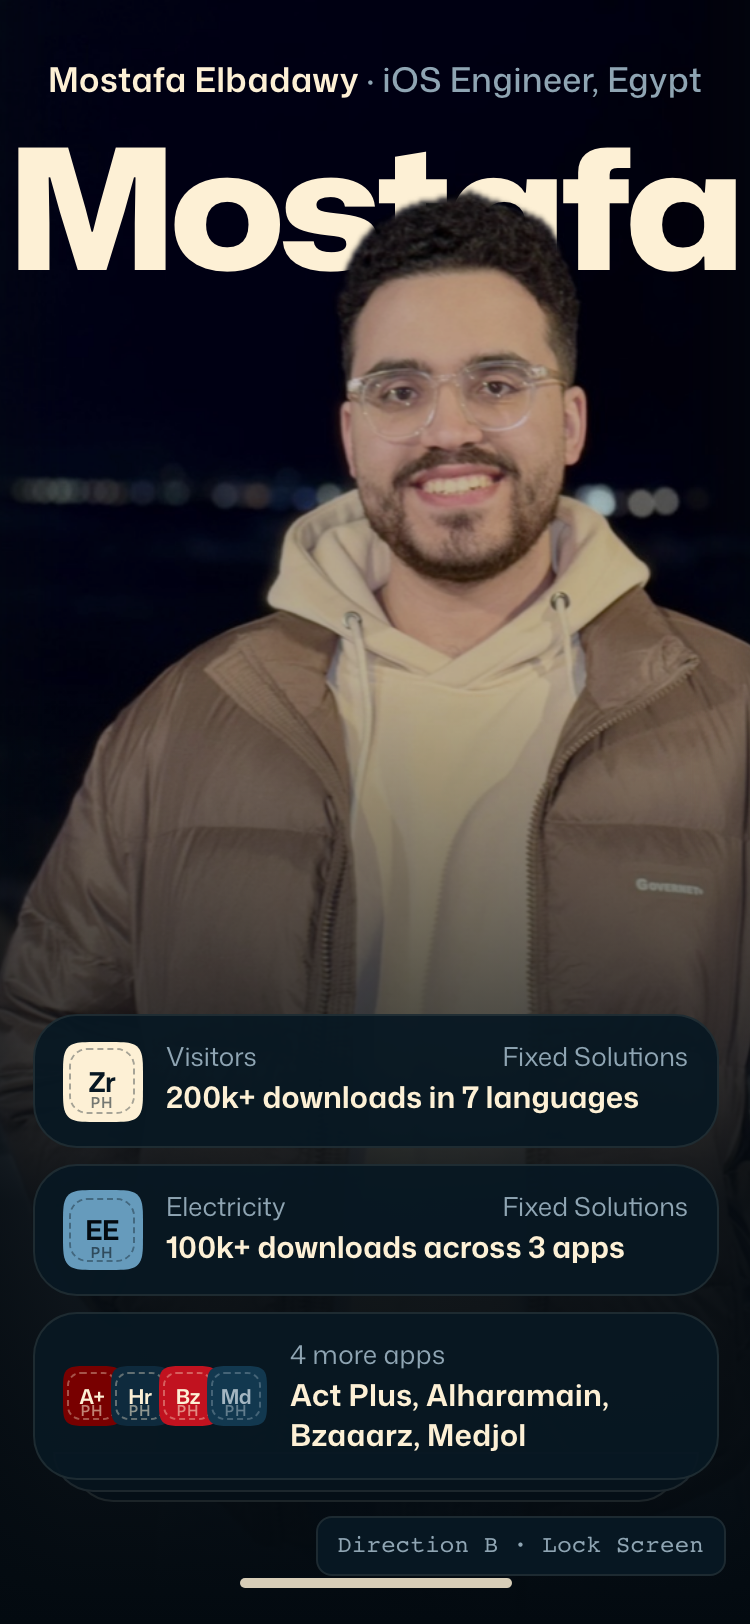 Mostafa Elbadawy · iOS Engineer, Egypt
Mostafa
GOVERNET
Zr
PH
Visitors
Fixed Solutions
200k+ downloads in 7 languages
EE
PH
Electricity
Fixed Solutions
100k+ downloads across 3 apps
A+
PH
Hr
PH
Bz
PH
Md
PH
4 more apps
Act Plus, Alharamain,
Bzaaarz, Medjol
Direction B · Lock Screen